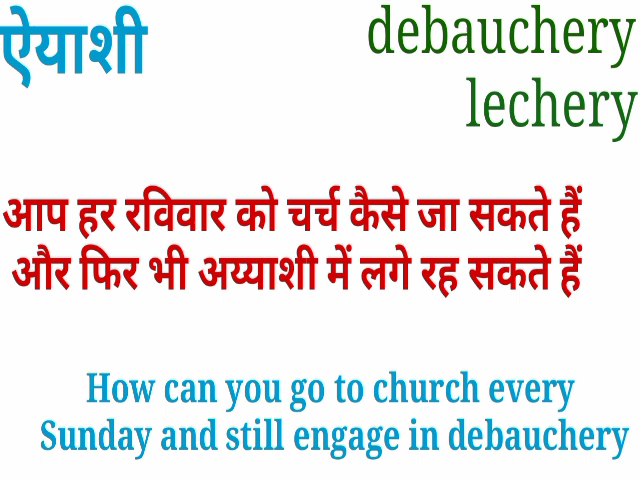 ऐयाशी
debauchery
lechery
आप हर रविवार को चर्च कैसे जा सकते हैं
और फिर भी अय्याशी में लगे रह सकते हैं
How can you go to church every
Sunday and still engage in debauchery